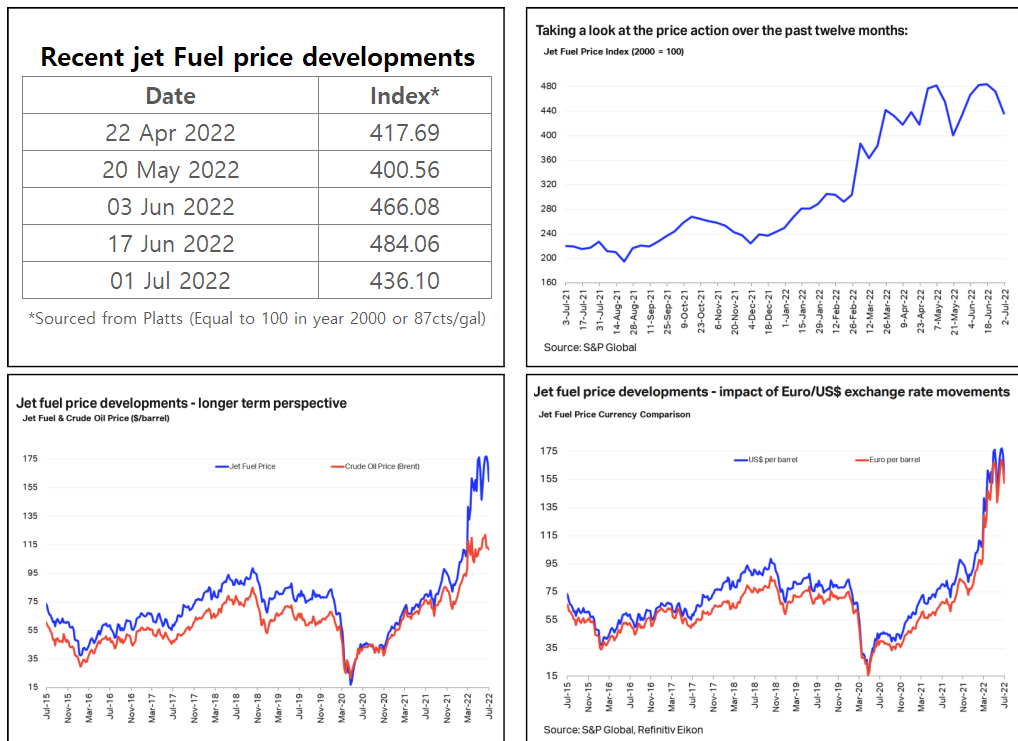 Recent jet Fuel price developments
Date Index*
22 Apr 2022 417.69
20 May 2022 400.56
03 Jun 2022 466.08
17 Jun 2022 484.06
01 Jul 2022 436.10
*Sourced from Platts (Equal to 100 in year 2000 or 87cts/gal)
Taking a look at the price action over the past twelve months:
Jet Fuel Price Index (2000 = 100)
480
440
400
360
320
280
240
200
160
3-Jul-21 17-Jul-21 31-Jul-21 14-Aug-21 28-Aug-21 11-Sep-21 25-Sep-21 9-Oct-21 23-Oct-21 6-Nov-21 20-Nov-21 4-Dec-21 18-Dec-21 1-Jan-22 15-Jan-22 29-Jan-22 12-Feb-22 26-Feb-22 12-Mar-22 26-Mar-22 9-Apr-22 23-Apr-22 7-May-22 21-May-22 4-Jun-22 18-Jun-22 2-Jul-22
Source: S&P Global
Jet fuel price developments - longer term perspective
Jet Fuel & Crude Oil Price ($/barrel)
Jet Fuel Price Crude Oil Price (Brent)
175
155
135
115
95
75
55
35
15
Jul-15 Nov-15 Mar-16 Jul-16 Nov-16 Mar-17 Jul-17 Nov-17 Mar-18 Jul-18 Nov-18 Mar-19 Jul-19 Nov-19 Mar-20 Jul-20 Nov-20 Mar-21 Jul-21 Nov-21 Mar-22 Jul-22
Jet fuel price developments - impact of Euro/US$ exchange rate movements
Jet Fuel Price Currency Comparison
US$ per barrel Euro per barrel
175
155
135
115
95
75
55
35
15
Jul-15 Nov-15 Mar-16 Jul-16 Nov-16 Mar-17 Jul-17 Nov-17 Mar-18 Jul-18 Nov-18 Mar-19 Jul-19 Nov-19 Mar-20 Jul-20 Nov-20 Mar-21 Jul-21 Nov-21 Mar-22 Jul-22
Source: S&P Global, Refinitiv Eikon